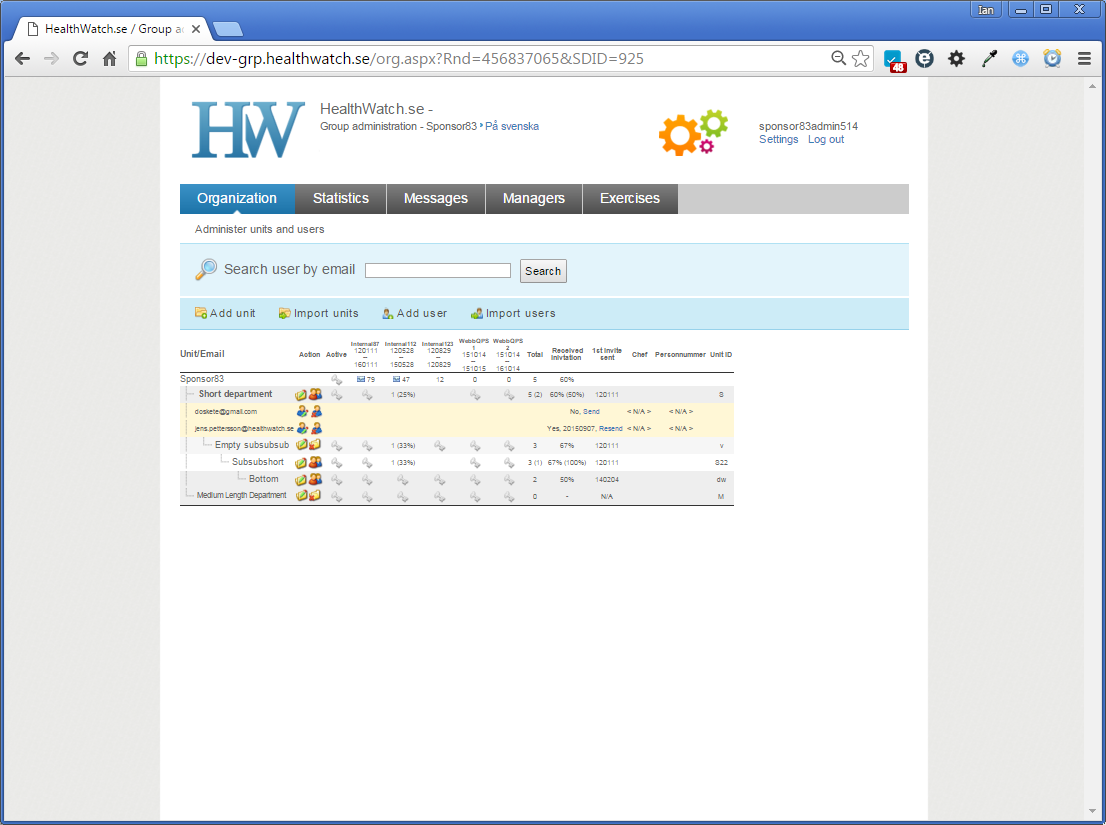 Ian
HealthWatch.se / Group a
https://dev-grp.healthwatch.se/org.aspx?Rnd=456837065&SDID=925
48
HW
HealthWatch.se -
Group administration - Sponsor83 På svenska
sponsor83admin514
Settings Log out
Organization Statistics Messages Managers Exercises
Administer units and users
Search user by email Search
Add unit Import units Add user Import users
Unit/Email Action Active Internal87 120111 -- 160111 Internal112 120528 -- 150528 Internal123 120829 -- 120829 WebbQPS 1 151014 -- 151015 WebbQPS 2 151014 -- 161014 Total Received Inivtation 1st invite sent Chef Personnummer Unit ID
Sponsor83 79 47 12 0 0 5 60%
Short department 1 (25%) 5 (2) 60% (50%) 120111 S
doskete@gmail.com No, Send < N/A > < N/A >
jens.pettersson@healthwatch.se Yes, 20150907, Resend < N/A > < N/A >
Empty subsubsub 1 (33%) 3 67% 120111 v
Subsubshort 1 (33%) 3 (1) 67% (100%) 120111 S22
Bottom 2 50% 140204 dw
Medium Length Department 0 - N/A M